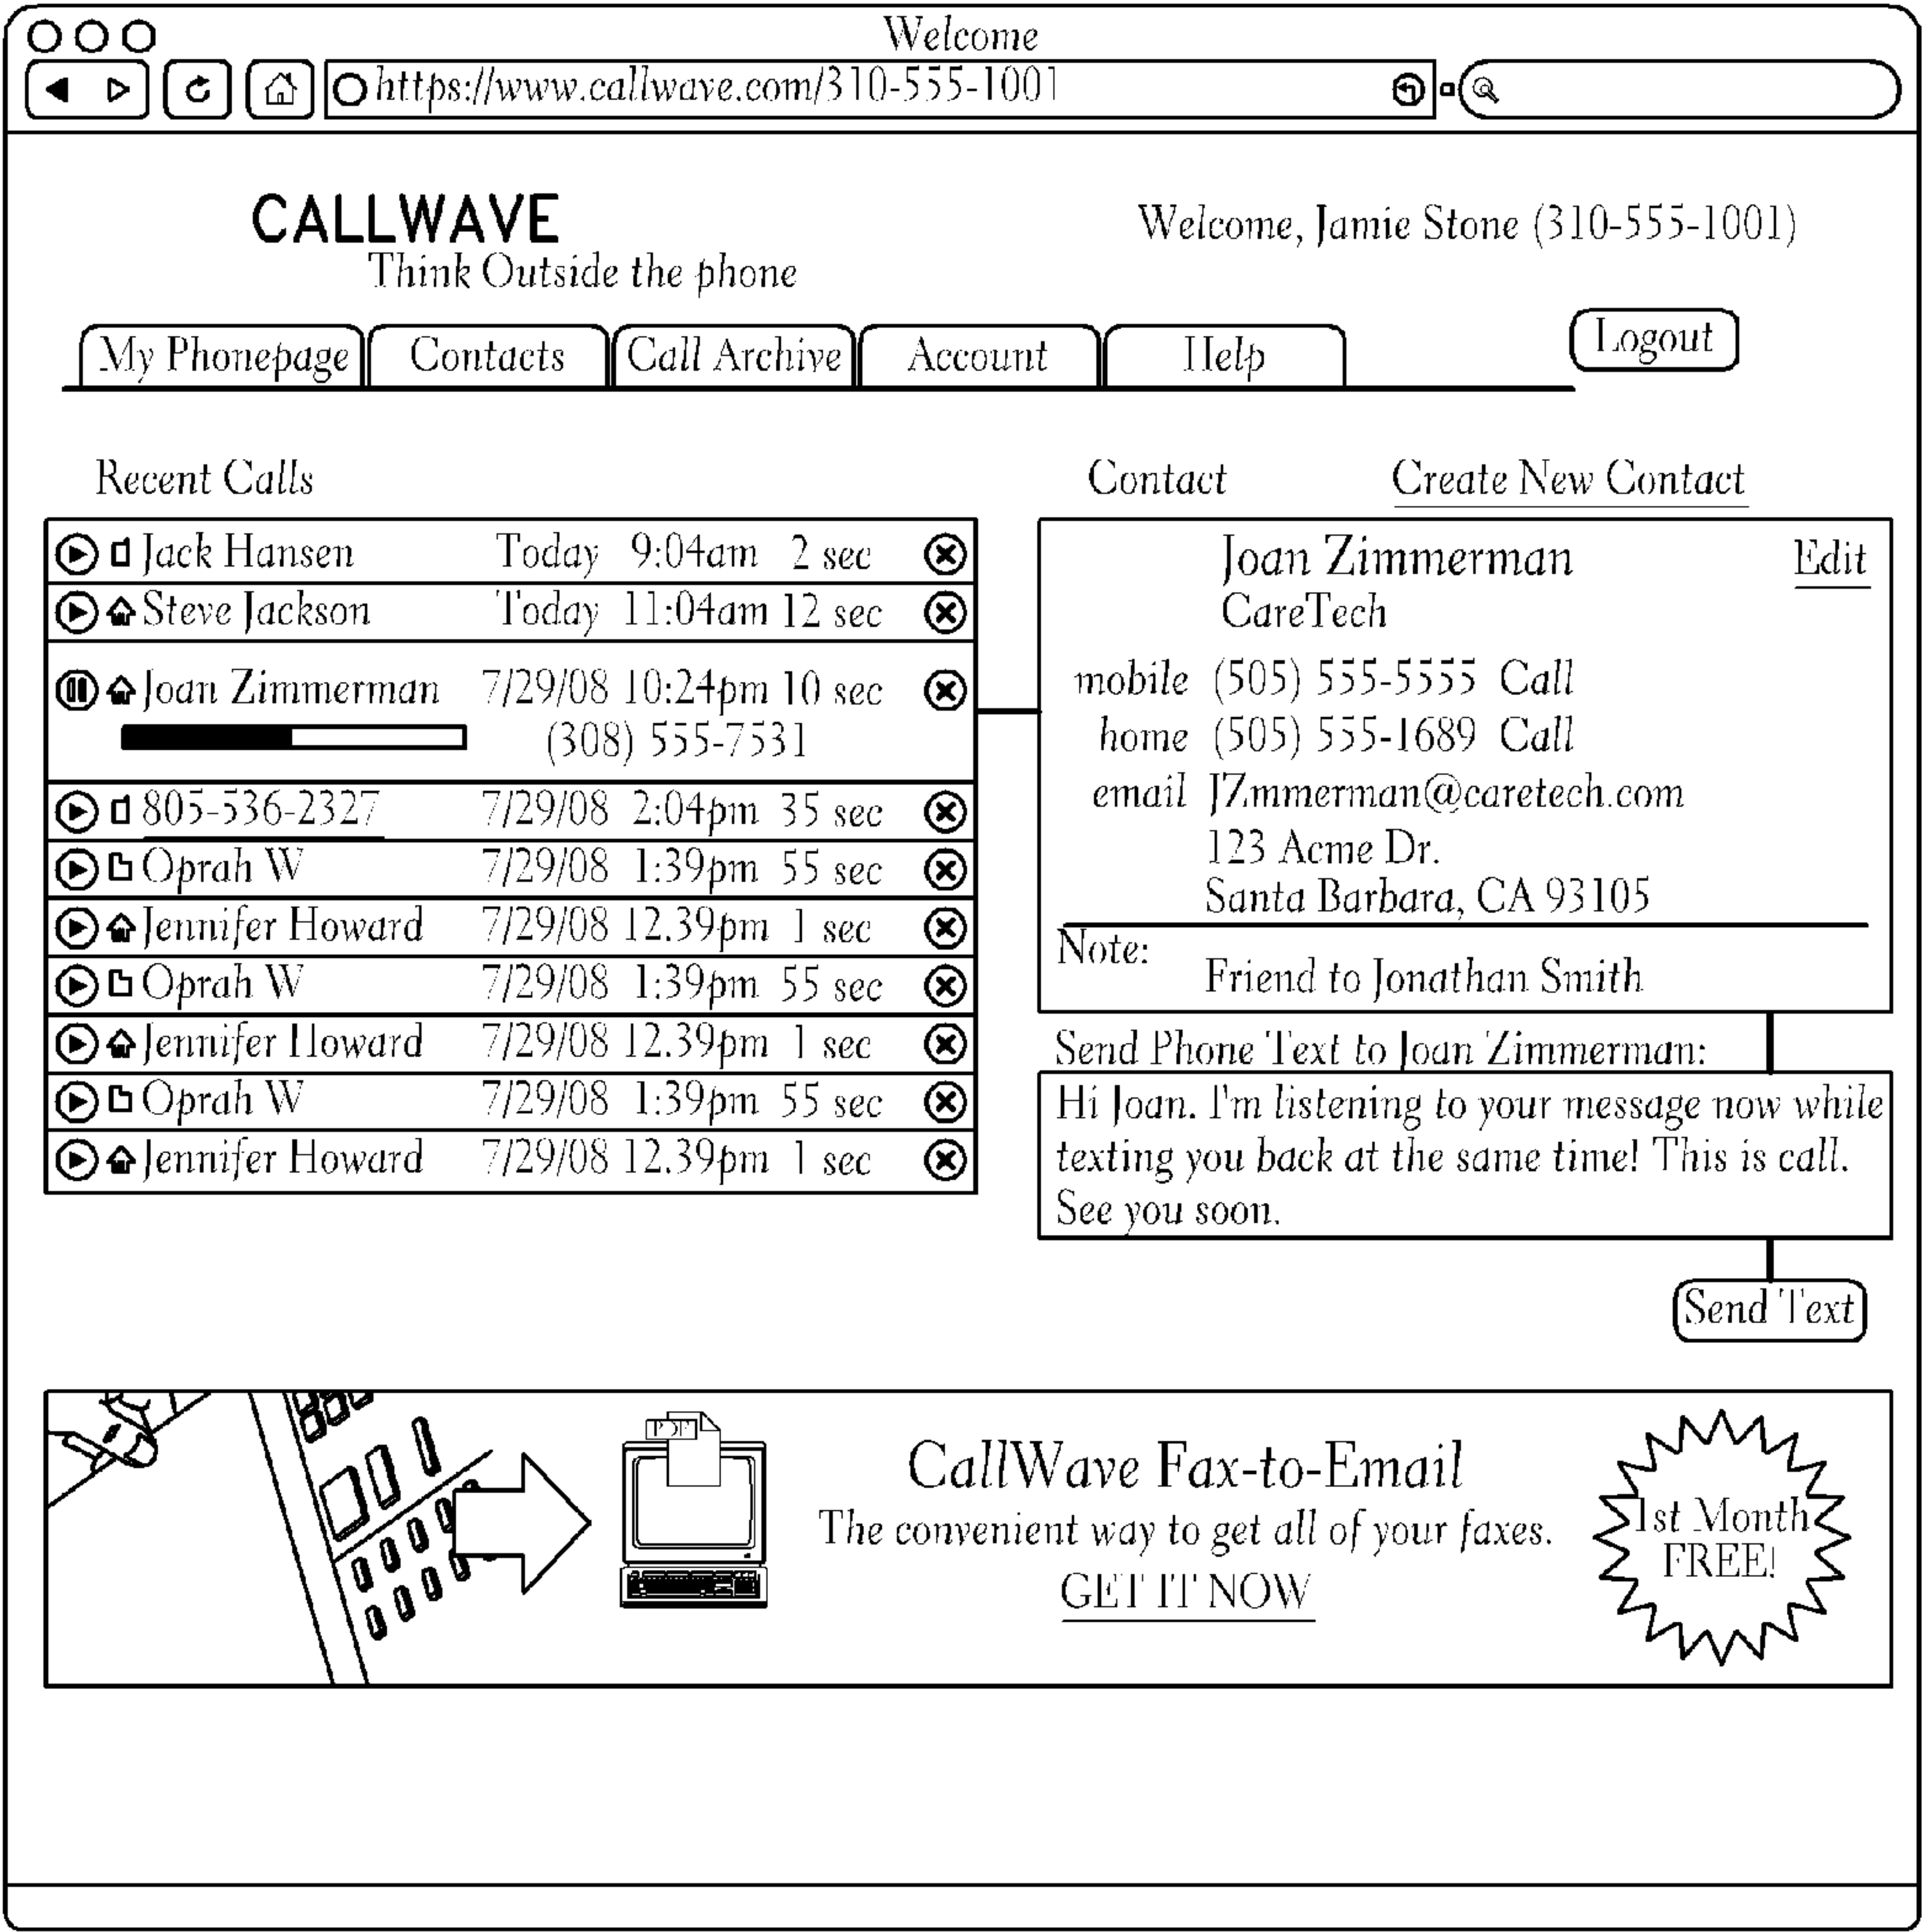 Welcome
https://www.callwave.com/310-555-1001
CALLWAVE
Think Outside the phone
Welcome, Jamie Stone (310-555-1001)
My Phonepage Contacts Call Archive Account Help Logout
Recent Calls
Jack Hansen Today 9:04am 2 sec
Steve Jackson Today 11:04am 12 sec
Joan Zimmerman 7/29/08 10:24pm 10 sec
(308) 555-7531
805-536-2327 7/29/08 2:04pm 35 sec
Oprah W 7/29/08 1:39pm 55 sec
Jennifer Howard 7/29/08 12.39pm 1 sec
Oprah W 7/29/08 1:39pm 55 sec
Jennifer Howard 7/29/08 12.39pm 1 sec
Oprah W 7/29/08 1:39pm 55 sec
Jennifer Howard 7/29/08 12.39pm 1 sec
Contact Create New Contact
Joan Zimmerman Edit
CareTech
mobile (505) 555-5555 Call
home (505) 555-1689 Call
email JZmmerman@caretech.com
123 Acme Dr.
Santa Barbara, CA 93105
Note:
Friend to Jonathan Smith
Send Phone Text to Joan Zimmerman:
Hi Joan. I'm listening to your message now while
texting you back at the same time! This is call.
See you soon.
Send Text
PDF
CallWave Fax-to-Email
The convenient way to get all of your faxes.
GET IT NOW
1st Month
FREE!